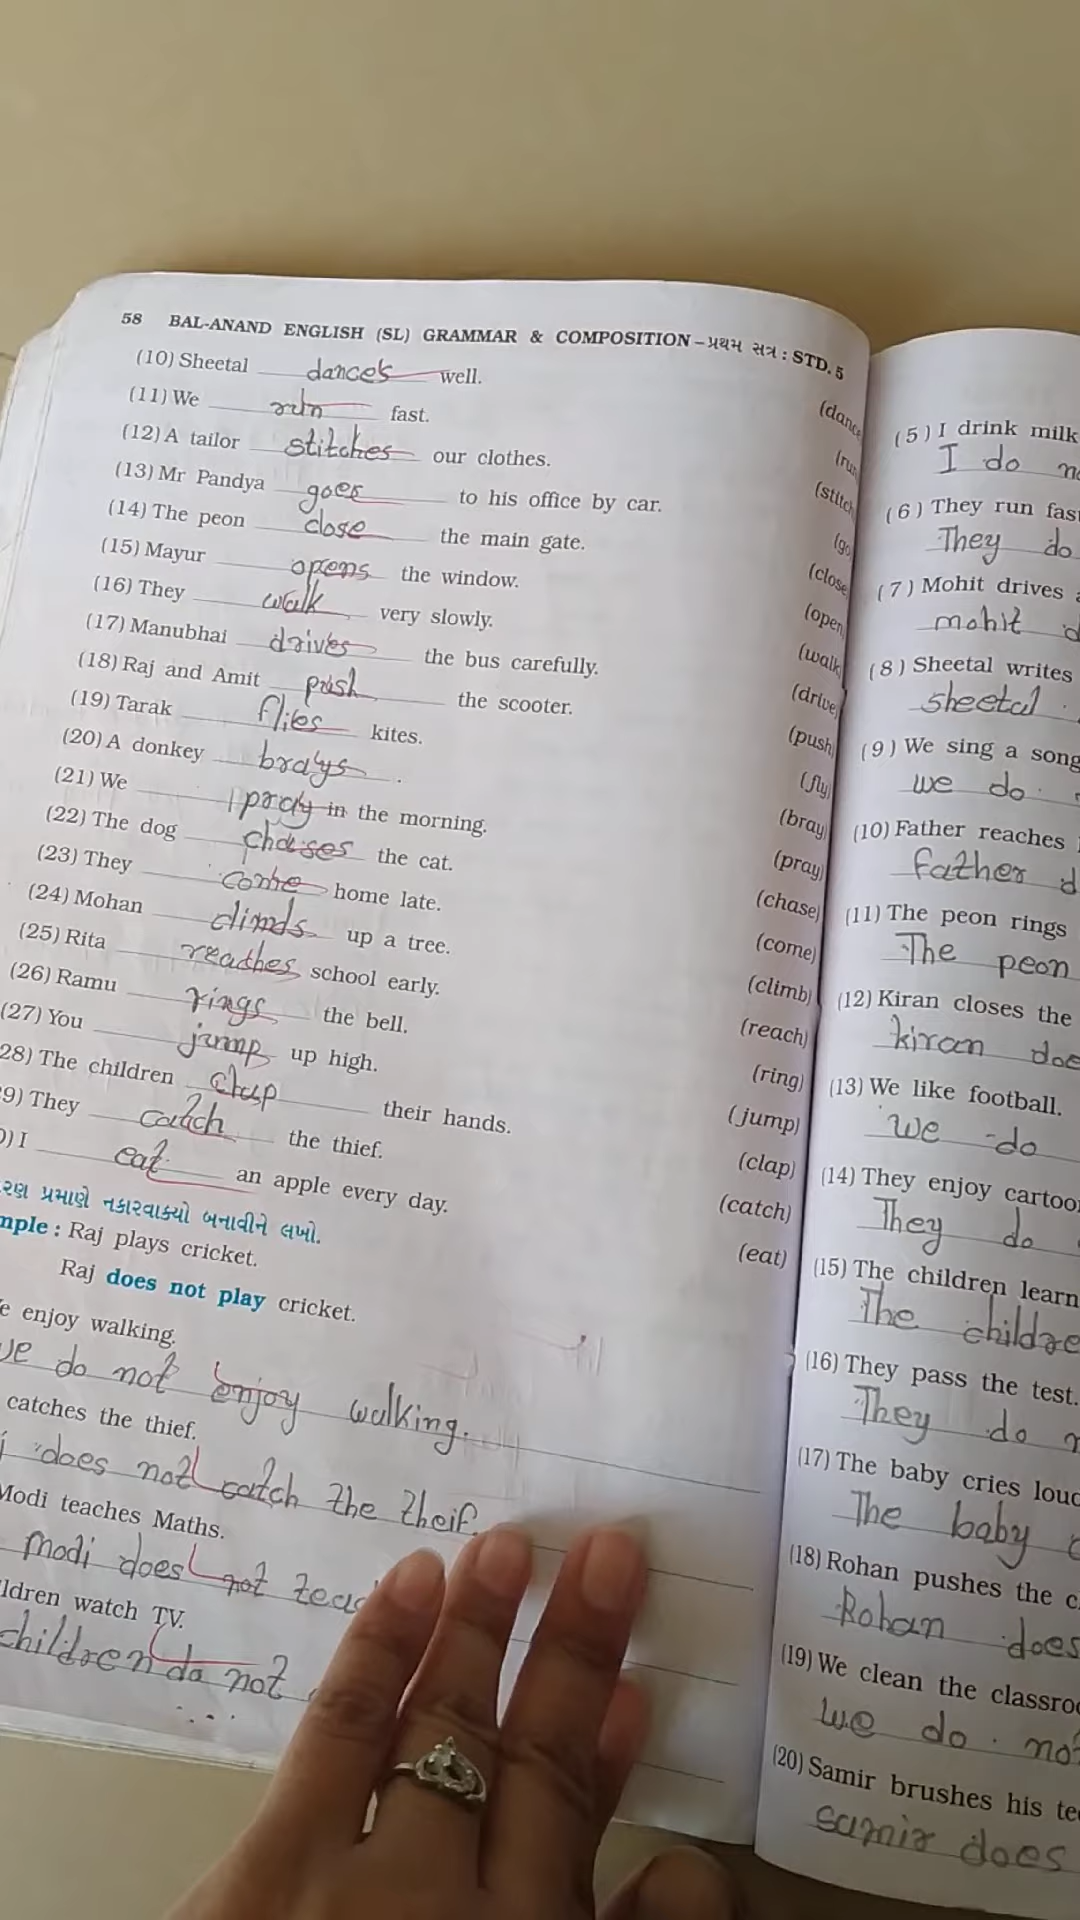 58 BAL-ANAND ENGLISH (SL) GRAMMAR & COMPOSITION – પ્રથમ સત્ર : STD. 5
(10) Sheetal dances well. (dance
(11) We run fast. (run
(12) A tailor stitches our clothes. (stitch
(13) Mr Pandya goes to his office by car. (go
(14) The peon close the main gate. (close
(15) Mayur opens the window. (open
(16) They walk very slowly. (walk
(17) Manubhai drives the bus carefully. (drive
(18) Raj and Amit push the scooter. (push
(19) Tarak flies kites. (fly)
(20) A donkey brays. (bray)
(21) We pray in the morning. (pray)
(22) The dog chases the cat. (chase)
(23) They come home late. (come)
(24) Mohan up a tree. (climb)
(25) Rita reaches school early. (reach)
(26) Ramu rings the bell. (ring)
(27) You jump up high. (jump)
28) The children clap their hands. (clap)
9) They catch the thief. (catch)
) I eat an apple every day. (eat)
રણ પ્રમાણે નકારવાક્યો બનાવીને લખો.
mple : Raj plays cricket.
Raj does not play cricket.
e enjoy walking.
we do not enjoy walking.
catches the thief.
does not catch the theif.
Modi teaches Maths.
modi does not teac
ldren watch TV.
children do not
(5) I drink milk
I do no
(6) They run fas
They do
(7) Mohit drives
mohit d
(8) Sheetal writes
sheetal
(9) We sing a song
we do
(10) Father reaches
father d
(11) The peon rings
The peon
(12) Kiran closes the
kiran doe
(13) We like football.
we do
(14) They enjoy cartoo
They do
(15) The children learn
The childre
(16) They pass the test.
They do n
(17) The baby cries loud
The baby
(18) Rohan pushes the c
Rohan does
(19) We clean the classro
we do not
(20) Samir brushes his te
samir does